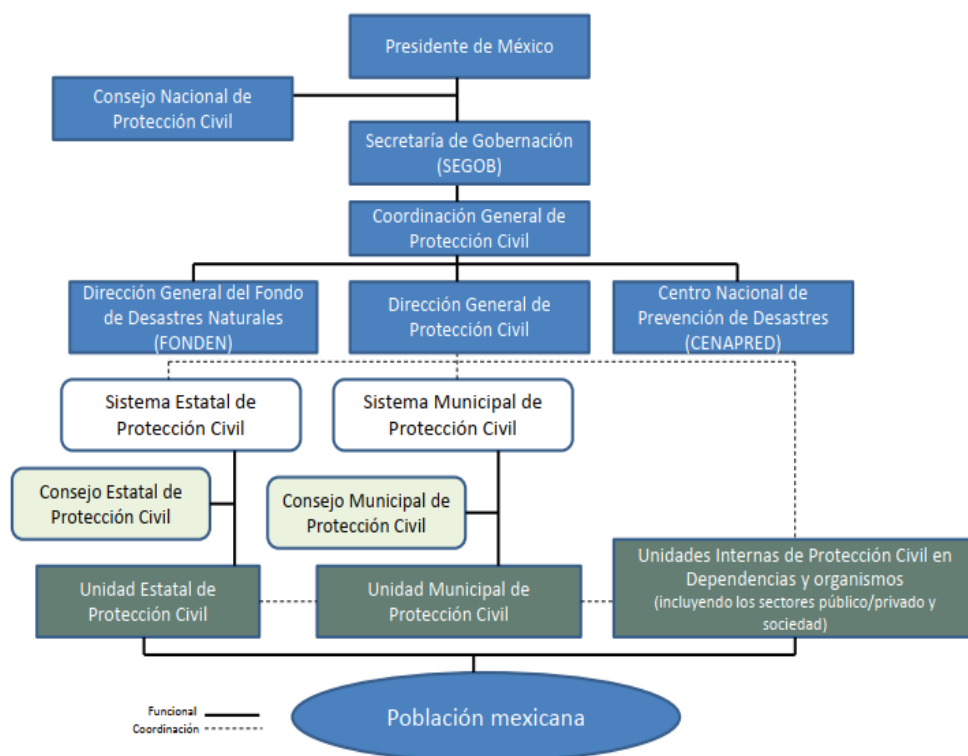 Presidente de México
Consejo Nacional de
Protección Civil
Secretaría de Gobernación
(SEGOB)
Coordinación General de
Protección Civil
Dirección General del Fondo
de Desastres Naturales
(FONDEN)
Dirección General de
Protección Civil
Centro Nacional de
Prevención de Desastres
(CENAPRED)
Sistema Estatal de
Protección Civil
Sistema Municipal de
Protección Civil
Consejo Estatal de
Protección Civil
Consejo Municipal de
Protección Civil
Unidad Estatal de
Protección Civil
Unidad Municipal de
Protección Civil
Unidades Internas de Protección Civil en
Dependencias y organismos
(incluyendo los sectores público/privado y
sociedad)
Población mexicana
Funcional
Coordinación